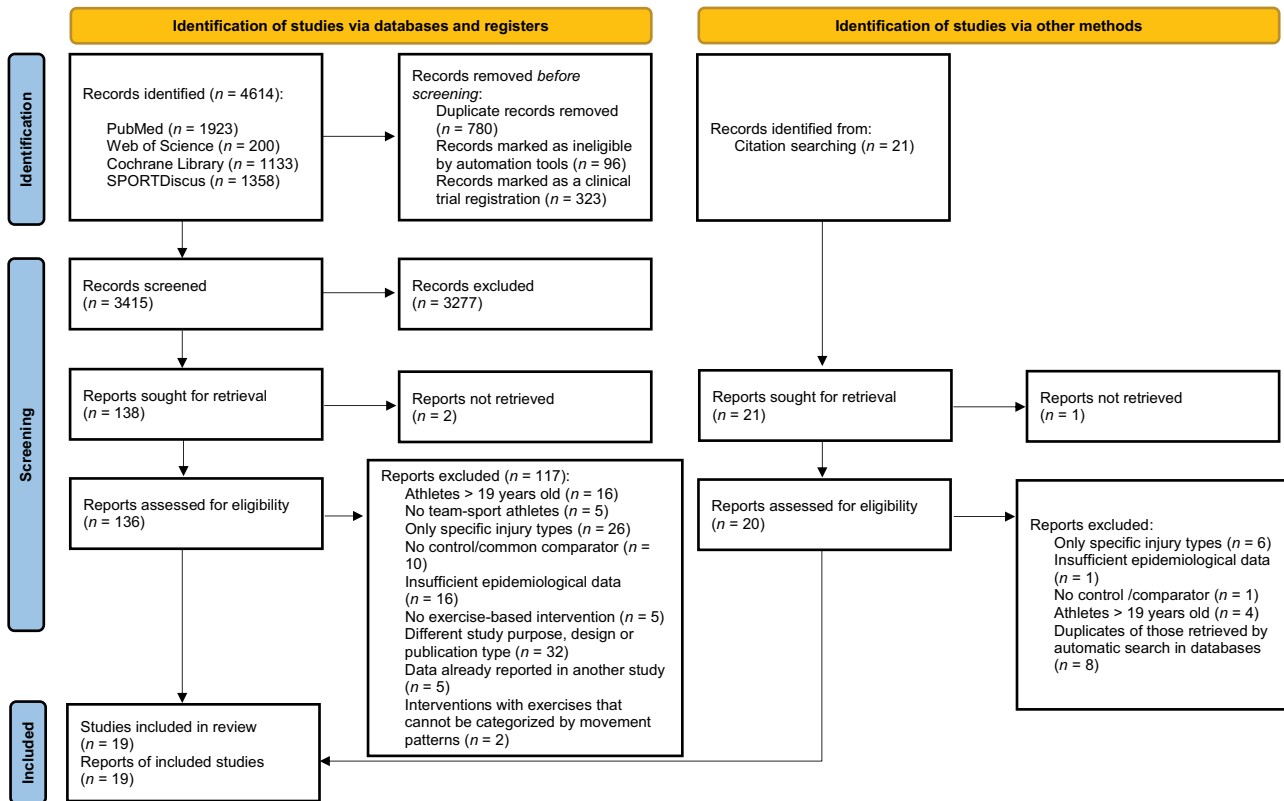 Identification of studies via databases and registers
Identification of studies via other methods
Identification
Records identified (n = 4614):
PubMed (n = 1923)
Web of Science (n = 200)
Cochrane Library (n = 1133)
SPORTDiscus (n = 1358)
Records removed before
screening:
Duplicate records removed
(n = 780)
Records marked as ineligible
by automation tools (n = 96)
Records marked as a clinical
trial registration (n = 323)
Records identified from:
Citation searching (n = 21)
Screening
Records screened
(n = 3415)
Records excluded
(n = 3277)
Reports sought for retrieval
(n = 138)
Reports not retrieved
(n = 2)
Reports sought for retrieval
(n = 21)
Reports not retrieved
(n = 1)
Reports assessed for eligibility
(n = 136)
Reports excluded (n = 117):
Athletes > 19 years old (n = 16)
No team-sport athletes (n = 5)
Only specific injury types (n = 26)
No control/common comparator (n =
10)
Insufficient epidemiological data
(n = 16)
No exercise-based intervention (n = 5)
Different study purpose, design or
publication type (n = 32)
Data already reported in another study
(n = 5)
Interventions with exercises that
cannot be categorized by movement
patterns (n = 2)
Reports assessed for eligibility
(n = 20)
Reports excluded:
Only specific injury types (n = 6)
Insufficient epidemiological data
(n = 1)
No control /comparator (n = 1)
Athletes > 19 years old (n = 4)
Duplicates of those retrieved by
automatic search in databases
(n = 8)
Included
Studies included in review
(n = 19)
Reports of included studies
(n = 19)